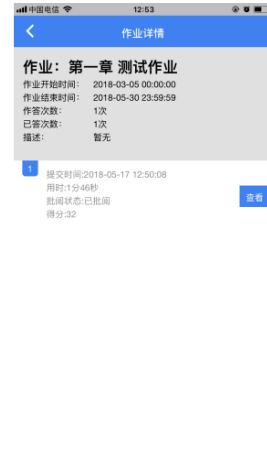 中国电信 12:53
作业详情
作业：第一章 测试作业
作业开始时间： 2018-03-05 00:00:00
作业结束时间： 2018-05-30 23:59:59
作答次数： 1次
已答次数： 1次
描述： 暂无
1
提交时间:2018-05-17 12:50:08
用时:1分46秒
查看
批阅状态:已批阅
得分:32